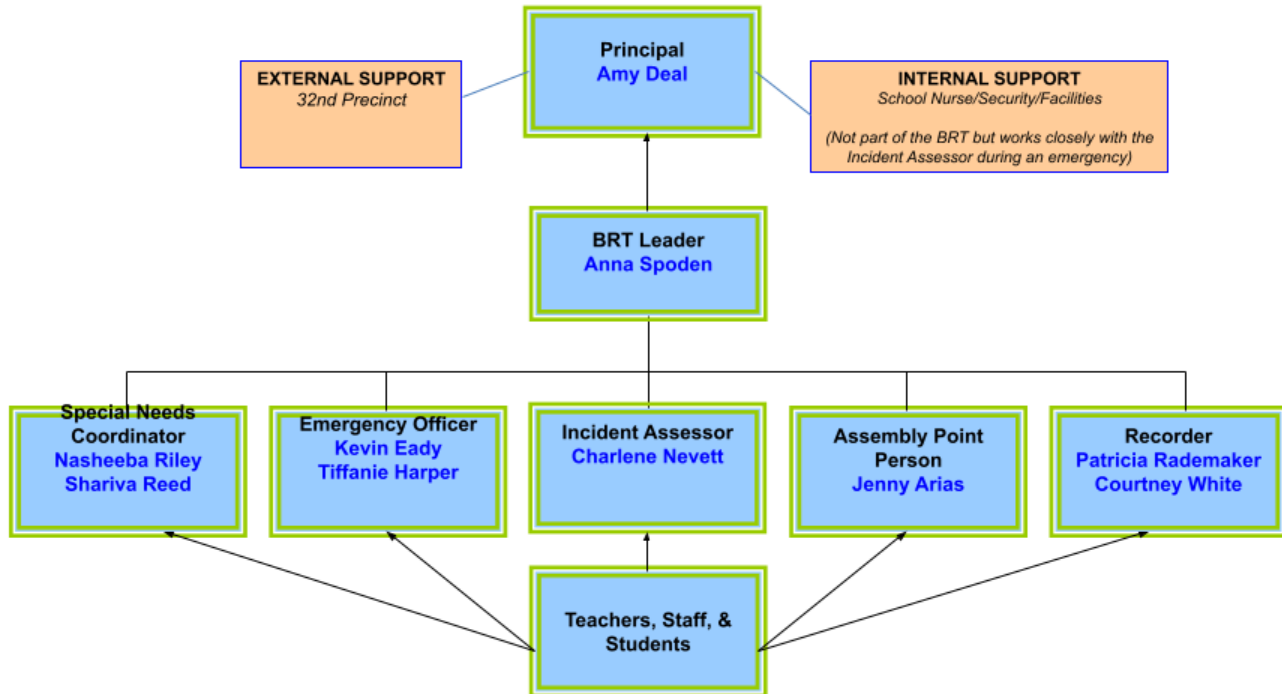 Principal
Amy Deal
EXTERNAL SUPPORT
32nd Precinct
INTERNAL SUPPORT
School Nurse/Security/Facilities
(Not part of the BRT but works closely with the
Incident Assessor during an emergency)
BRT Leader
Anna Spoden
Special Needs
Coordinator
Nasheeba Riley
Shariva Reed
Emergency Officer
Kevin Eady
Tiffanie Harper
Incident Assessor
Charlene Nevett
Assembly Point
Person
Jenny Arias
Recorder
Patricia Rademaker
Courtney White
Teachers, Staff, &
Students